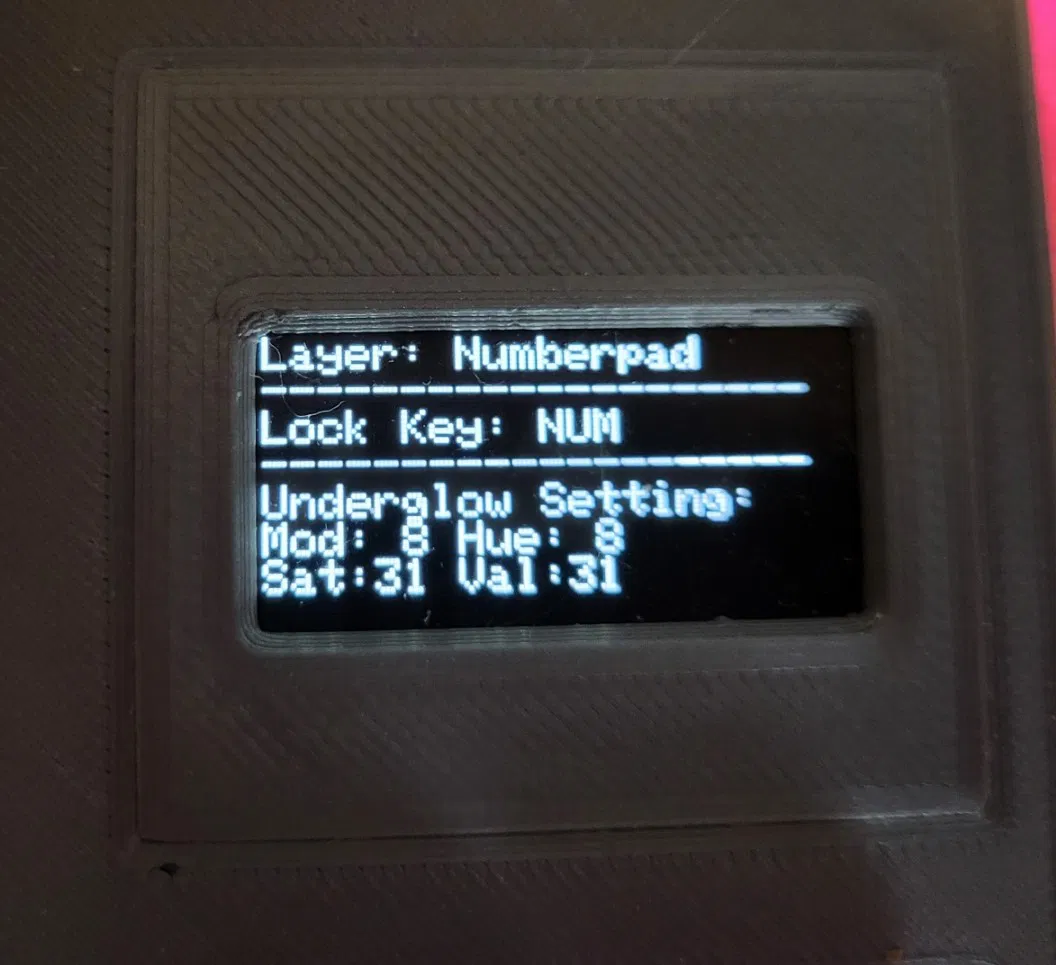 Layer: Numberpad
--------------------
Lock Key: NUM
--------------------
Underglow Setting:
Mod: 8 Hue: 8
Sat:31 Val:31